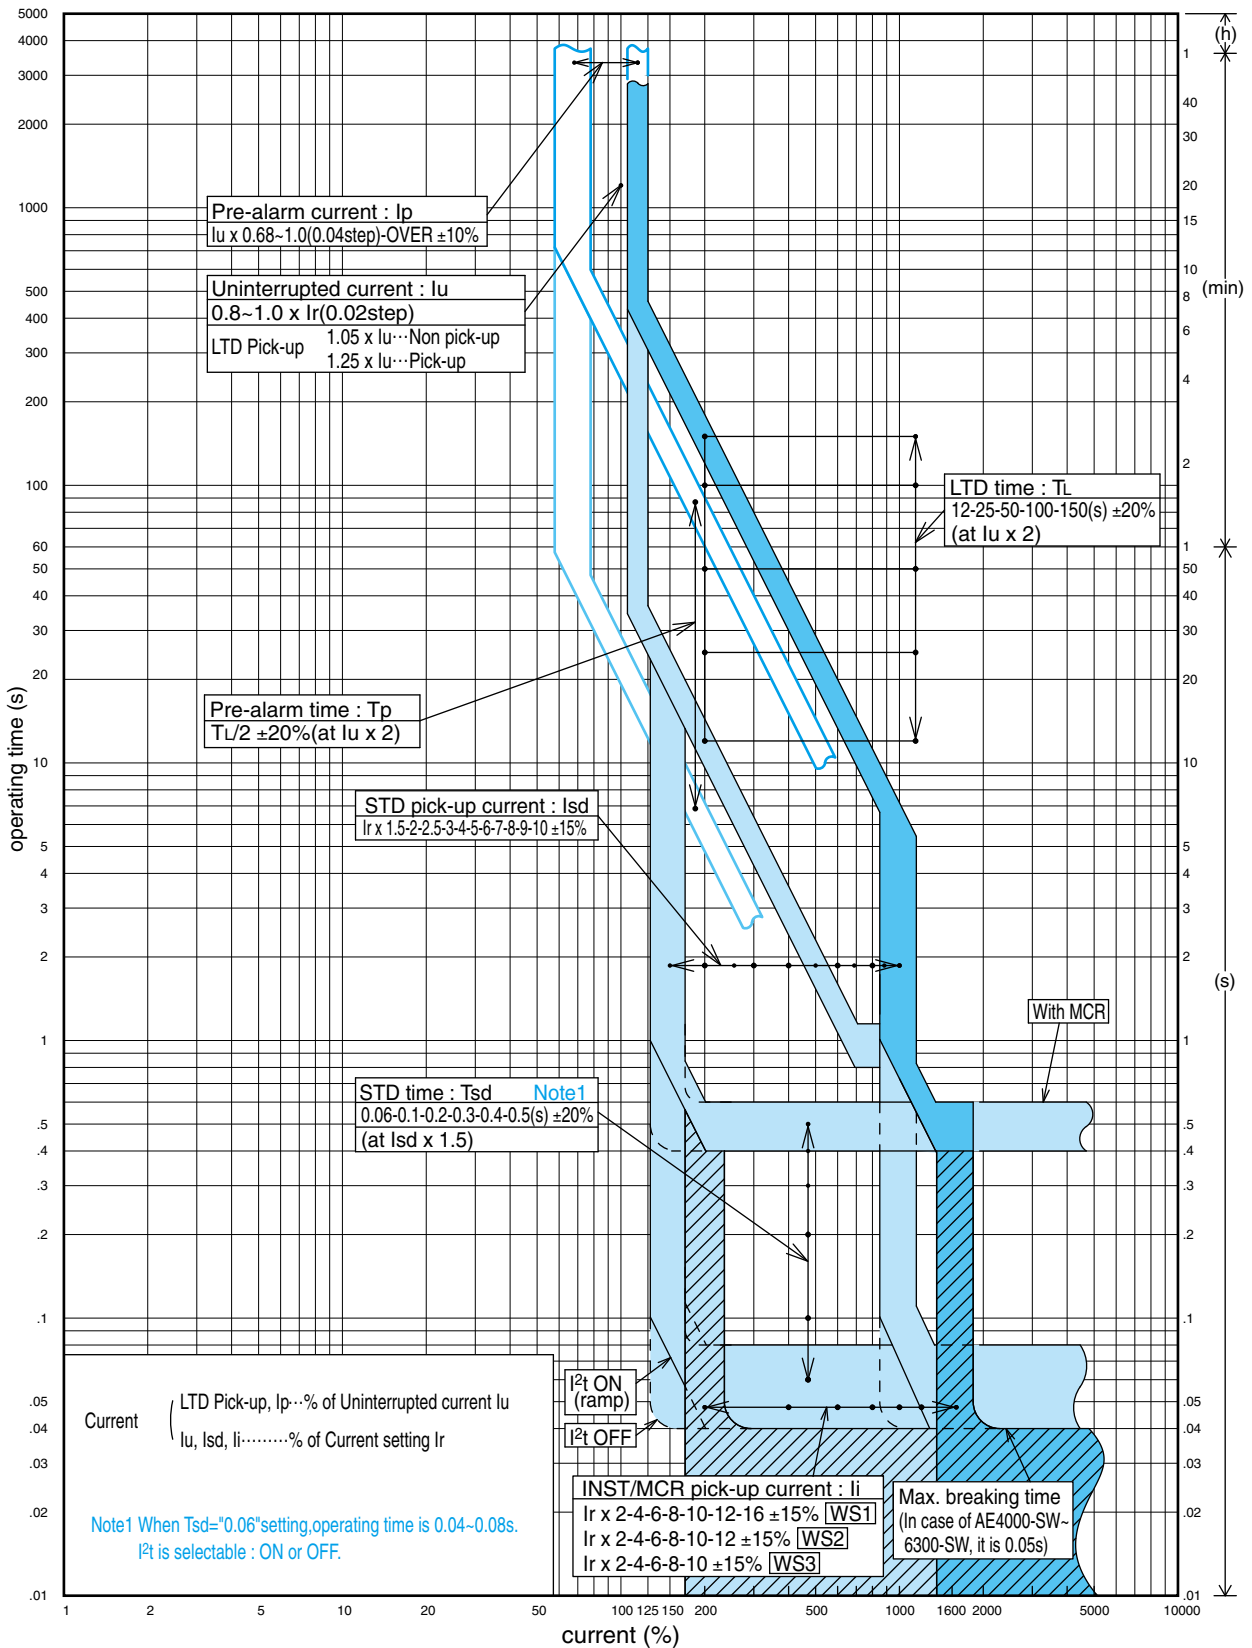 5000
4000
3000
2000
1000
500
400
300
200
100
60
50
40
30
20
10
5
4
3
2
1
.5
.4
.3
.2
.1
.05
.04
.03
.02
.01
operating time (s)
(h)
1
40
30
20
15
10
8
6
4
2
1
(min)
50
40
30
20
10
5
4
3
2
1
.5
.4
.3
.2
.1
.05
.04
.02
.01
(s)
Pre-alarm current : Ip
Iu x 0.68~1.0(0.04step)-OVER ±10%
Uninterrupted current : Iu
0.8~1.0 x Ir(0.02step)
LTD Pick-up
1.05 x Iu···Non pick-up
1.25 x Iu···Pick-up
LTD time : TL
12-25-50-100-150(s) ±20%
(at Iu x 2)
Pre-alarm time : Tp
TL/2 ±20%(at Iu x 2)
STD pick-up current : Isd
Ir x 1.5-2-2.5-3-4-5-6-7-8-9-10 ±15%
With MCR
STD time : Tsd Note1
0.06-0.1-0.2-0.3-0.4-0.5(s) ±20%
(at Isd x 1.5)
I²t ON
(ramp)
I²t OFF
Current
LTD Pick-up, Ip···% of Uninterrupted current Iu
Iu, Isd, Ii·········% of Current setting Ir
Note1 When Tsd="0.06"setting,operating time is 0.04~0.08s.
I²t is selectable : ON or OFF.
INST/MCR pick-up current : Ii
Ir x 2-4-6-8-10-12-16 ±15% WS1
Ir x 2-4-6-8-10-12 ±15% WS2
Ir x 2-4-6-8-10 ±15% WS3
Max. breaking time
(In case of AE4000-SW~
6300-SW, it is 0.05s)
1 2 5 10 20 50 100 125 150 200 500 1000 1600 2000 5000 10000
current (%)